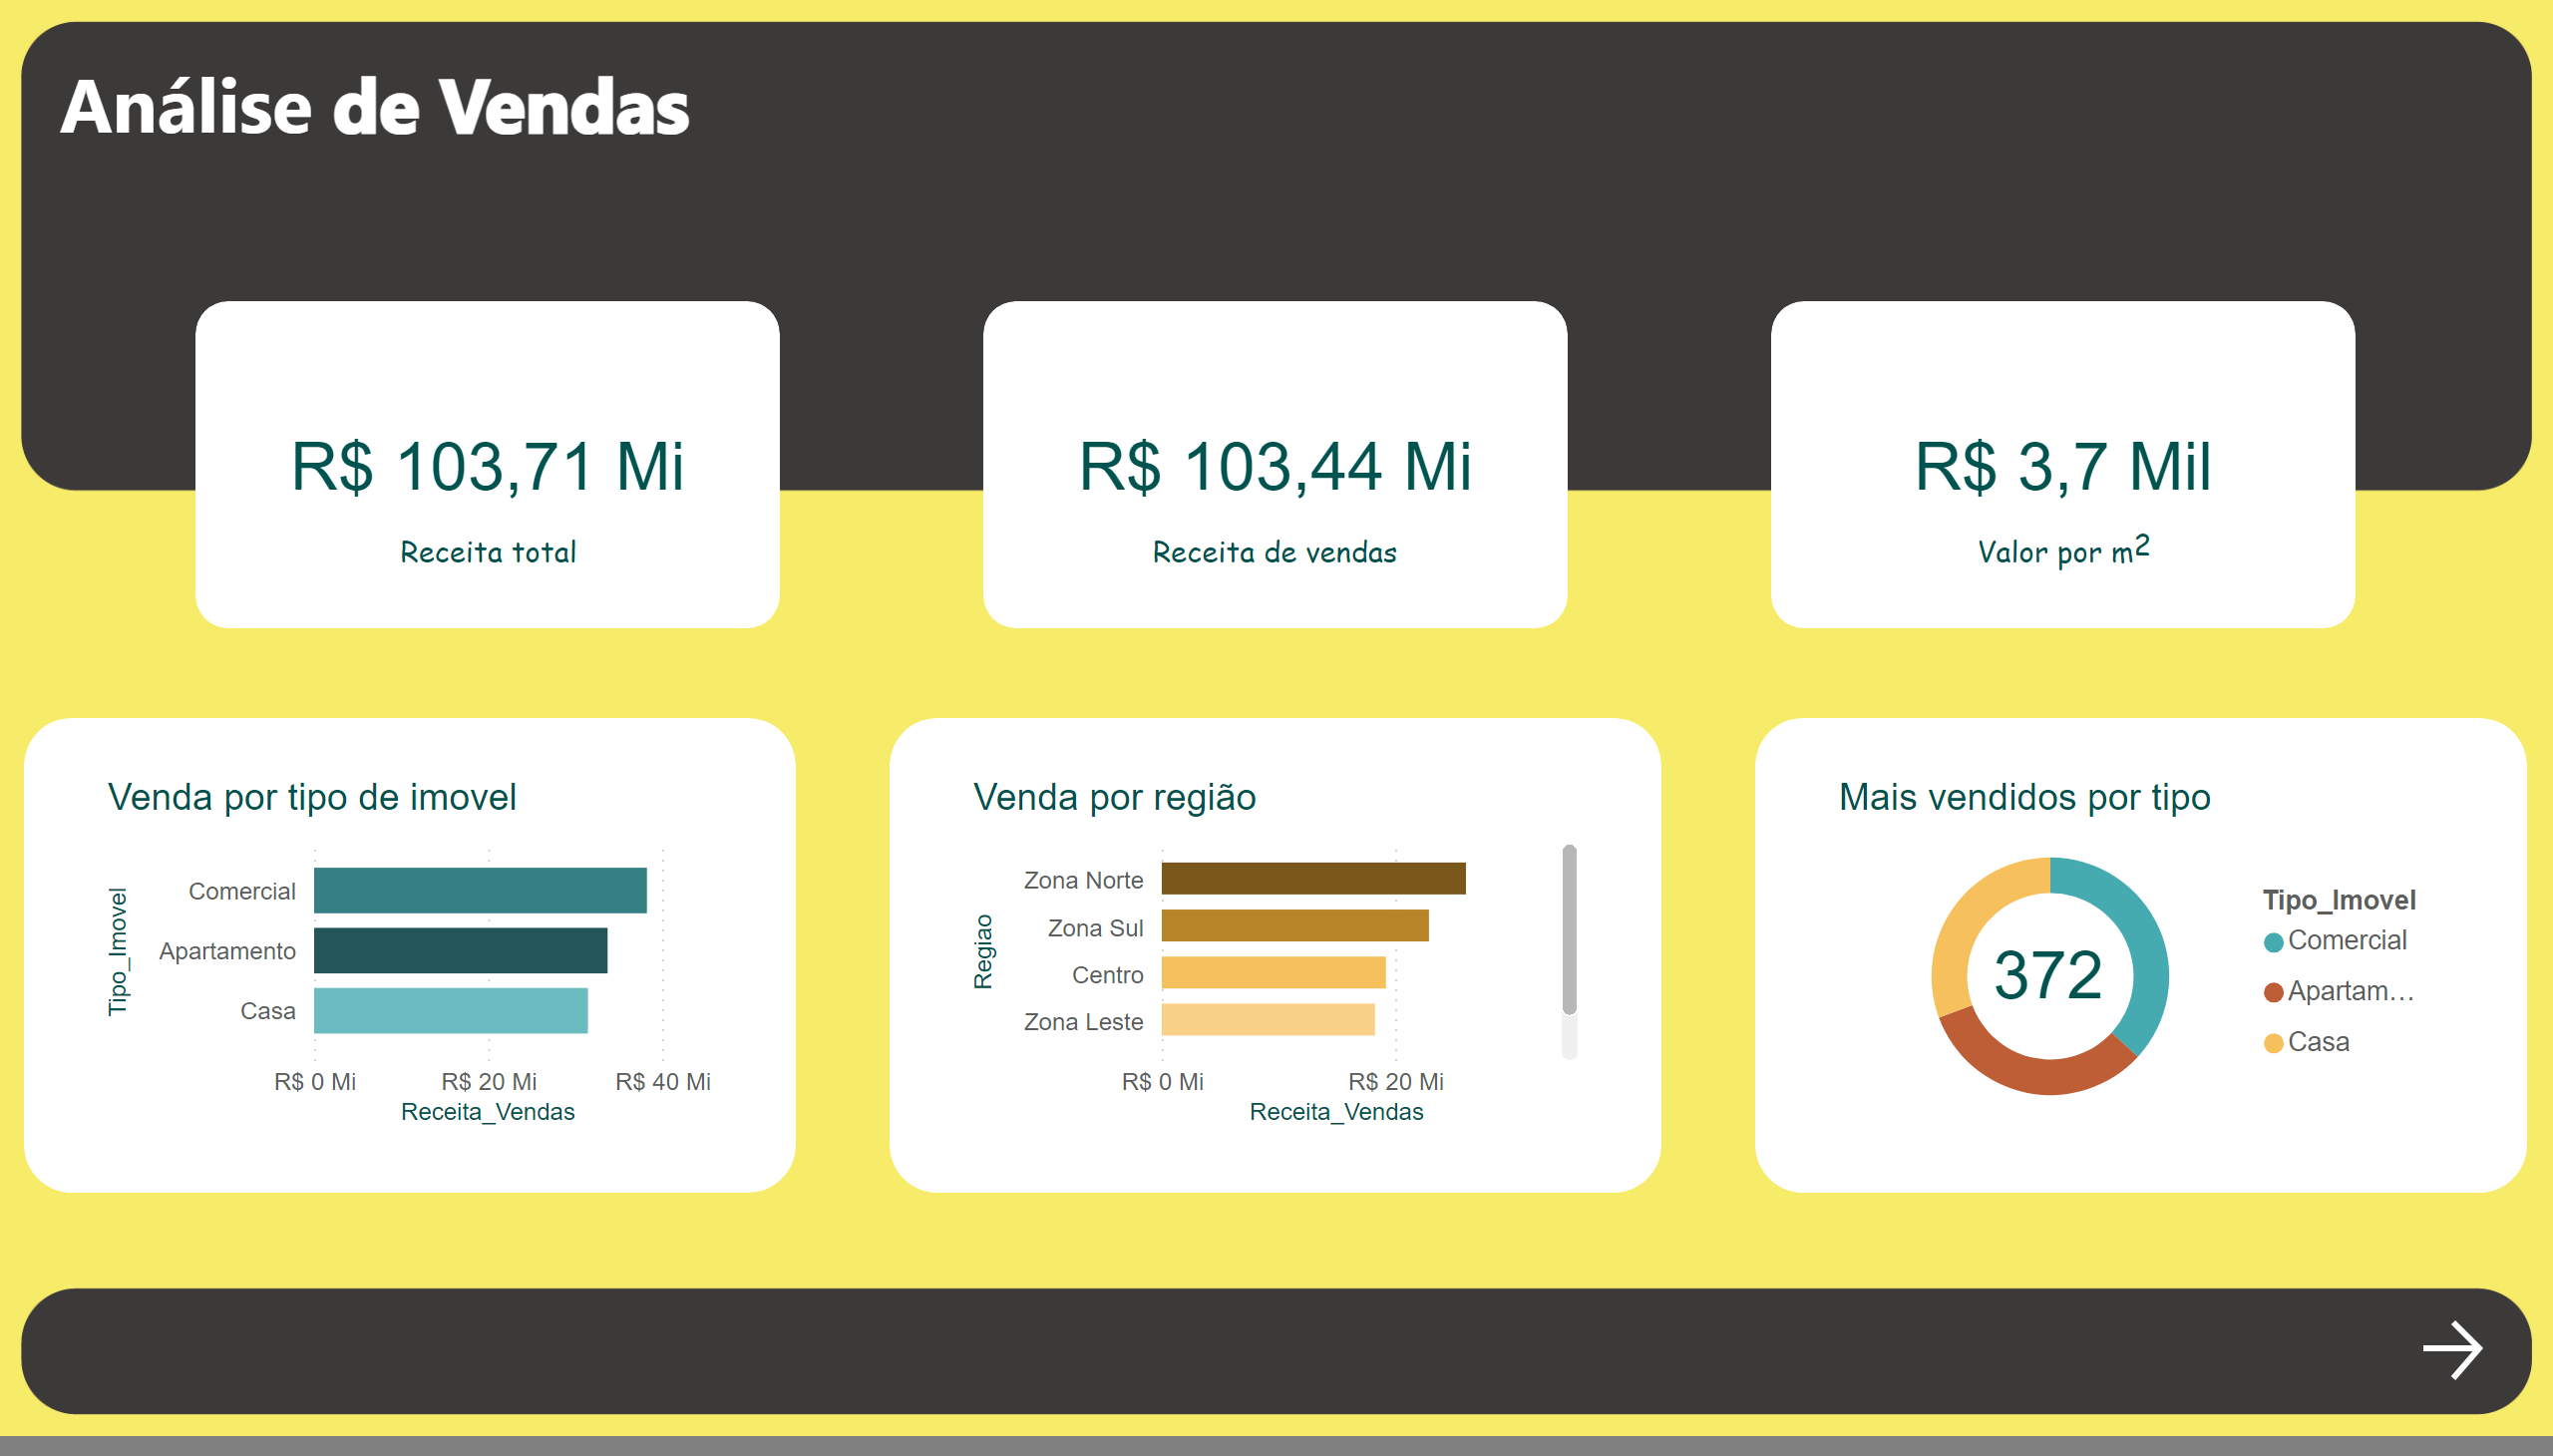 Análise de Vendas
R$ 103,71 Mi
Receita total
R$ 103,44 Mi
Receita de vendas
R$ 3,7 Mil
Valor por m²
Venda por tipo de imovel
Tipo_Imovel
Comercial
Apartamento
Casa
R$ 0 Mi R$ 20 Mi R$ 40 Mi
Receita_Vendas
Venda por região
Regiao
Zona Norte
Zona Sul
Centro
Zona Leste
R$ 0 Mi R$ 20 Mi
Receita_Vendas
Mais vendidos por tipo
372
Tipo_Imovel
Comercial
Apartam...
Casa